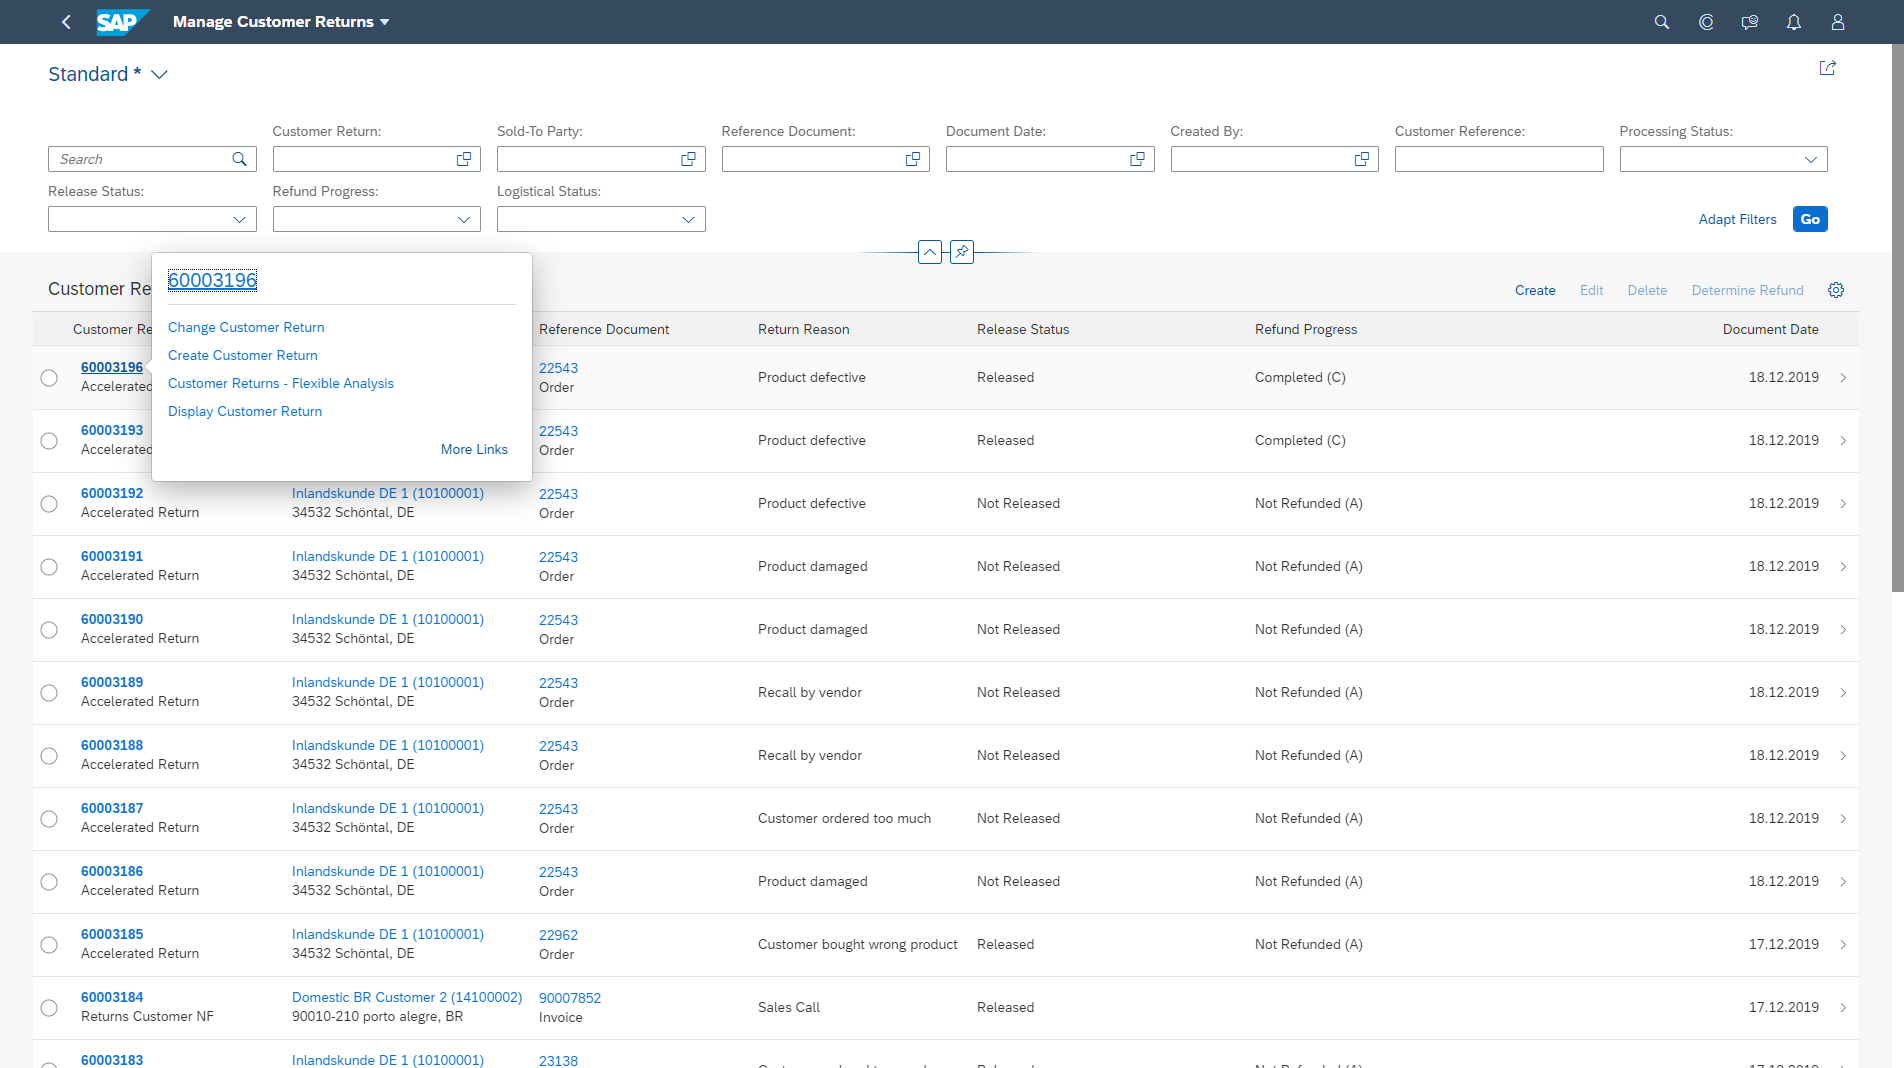 SAP Manage Customer Returns
Standard *
Customer Return: Sold-To Party: Reference Document: Document Date: Created By: Customer Reference: Processing Status:
Search
Release Status: Refund Progress: Logistical Status:
Adapt Filters Go
60003196
Change Customer Return
Create Customer Return
Customer Returns - Flexible Analysis
Display Customer Return
More Links
Customer Re Create Edit Delete Determine Refund
Customer Re Reference Document Return Reason Release Status Refund Progress Document Date
60003196 22543
Product defective Released Completed (C) 18.12.2019
Accelerated Order
60003193 22543
Product defective Released Completed (C) 18.12.2019
Accelerated Order
60003192 Inlandskunde DE 1 (10100001) 22543
Product defective Not Released Not Refunded (A) 18.12.2019
Accelerated Return 34532 Schöntal, DE Order
60003191 Inlandskunde DE 1 (10100001) 22543
Product damaged Not Released Not Refunded (A) 18.12.2019
Accelerated Return 34532 Schöntal, DE Order
60003190 Inlandskunde DE 1 (10100001) 22543
Product damaged Not Released Not Refunded (A) 18.12.2019
Accelerated Return 34532 Schöntal, DE Order
60003189 Inlandskunde DE 1 (10100001) 22543
Recall by vendor Not Released Not Refunded (A) 18.12.2019
Accelerated Return 34532 Schöntal, DE Order
60003188 Inlandskunde DE 1 (10100001) 22543
Recall by vendor Not Released Not Refunded (A) 18.12.2019
Accelerated Return 34532 Schöntal, DE Order
60003187 Inlandskunde DE 1 (10100001) 22543
Customer ordered too much Not Released Not Refunded (A) 18.12.2019
Accelerated Return 34532 Schöntal, DE Order
60003186 Inlandskunde DE 1 (10100001) 22543
Product damaged Not Released Not Refunded (A) 18.12.2019
Accelerated Return 34532 Schöntal, DE Order
60003185 Inlandskunde DE 1 (10100001) 22962
Customer bought wrong product Released Not Refunded (A) 17.12.2019
Accelerated Return 34532 Schöntal, DE Order
60003184 Domestic BR Customer 2 (14100002) 90007852
Sales Call Released 17.12.2019
Returns Customer NF 90010-210 porto alegre, BR Invoice
60003183 Inlandskunde DE 1 (10100001) 23138